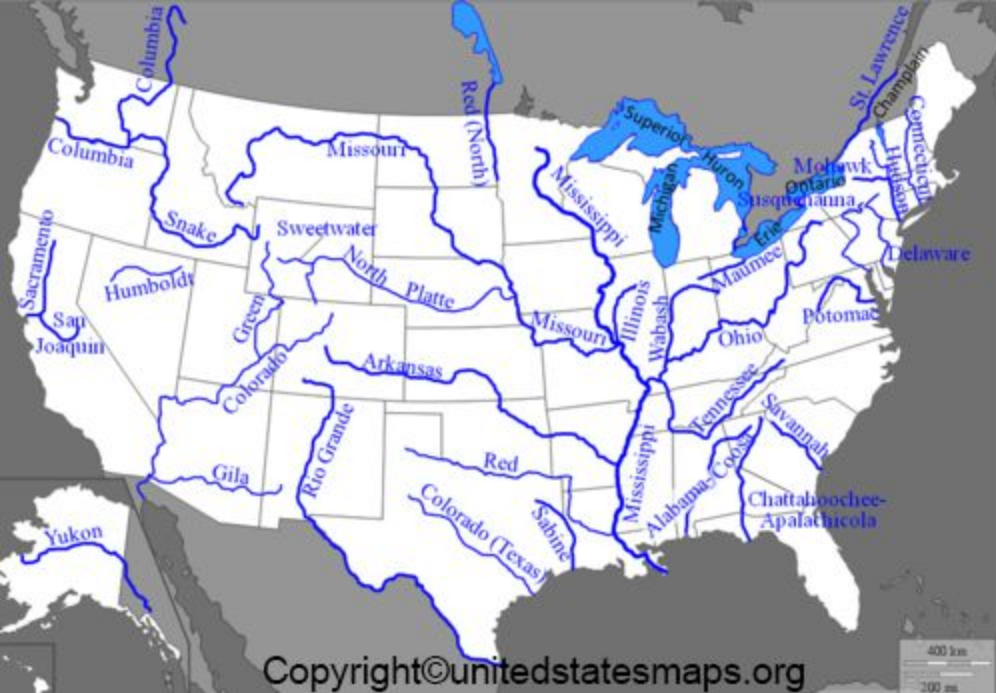 Columbia
Columbia
Snake
Missouri
Red (North)
Mississippi
Superior
Huron
Michigan
Ontario
Erie
St. Lawrence
Champlain
Connecticut
Hudson
Mohawk
Susquehanna
Delaware
Potomac
Maumee
Sacramento
San
Joaquin
Humboldt
Sweetwater
North
Platte
Green
Colorado
Missouri
Illinois
Wabash
Ohio
Arkansas
Tennessee
Savannah
Rio Grande
Gila
Red
Colorado (Texas)
Sabine
Mississippi
Alabama-Coosa
Chattahoochee-
Apalathicola
Yukon
400 km
200 mi
Copyright©unitedstatesmaps.org